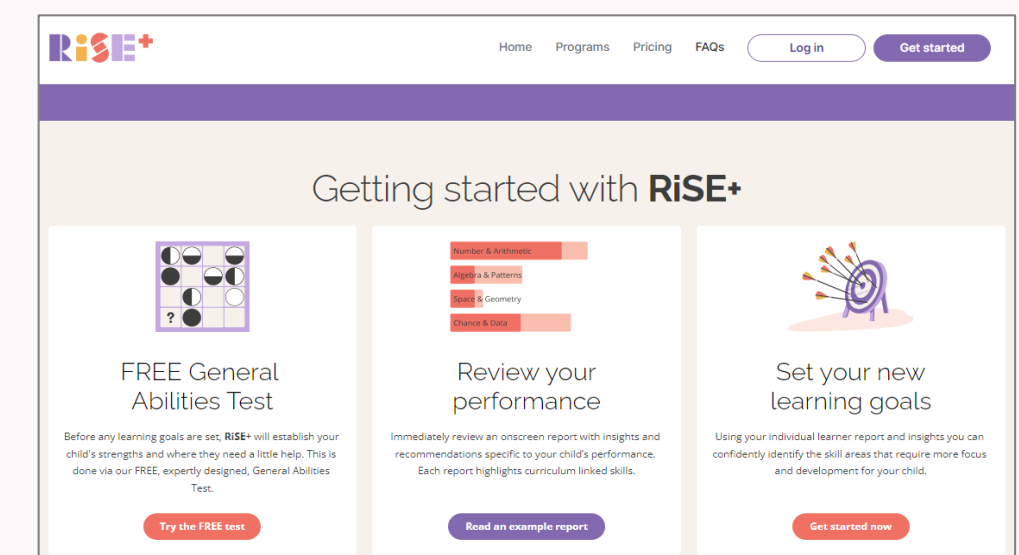 RiSE+
Home Programs Pricing FAQs Log in Get started
Getting started with RiSE+
?
FREE General
Abilities Test
Before any learning goals are set, RiSE+ will establish your
child's strengths and where they need a little help. This is
done via our FREE, expertly designed, General Abilities
Test.
Try the FREE test
Number & Arithmetic
Algebra & Patterns
Space & Geometry
Chance & Data
Review your
performance
Immediately review an onscreen report with insights and
recommendations specific to your child's performance.
Each report highlights curriculum linked skills.
Read an example report
Set your new
learning goals
Using your individual learner report and insights you can
confidently identify the skill areas that require more focus
and development for your child.
Get started now